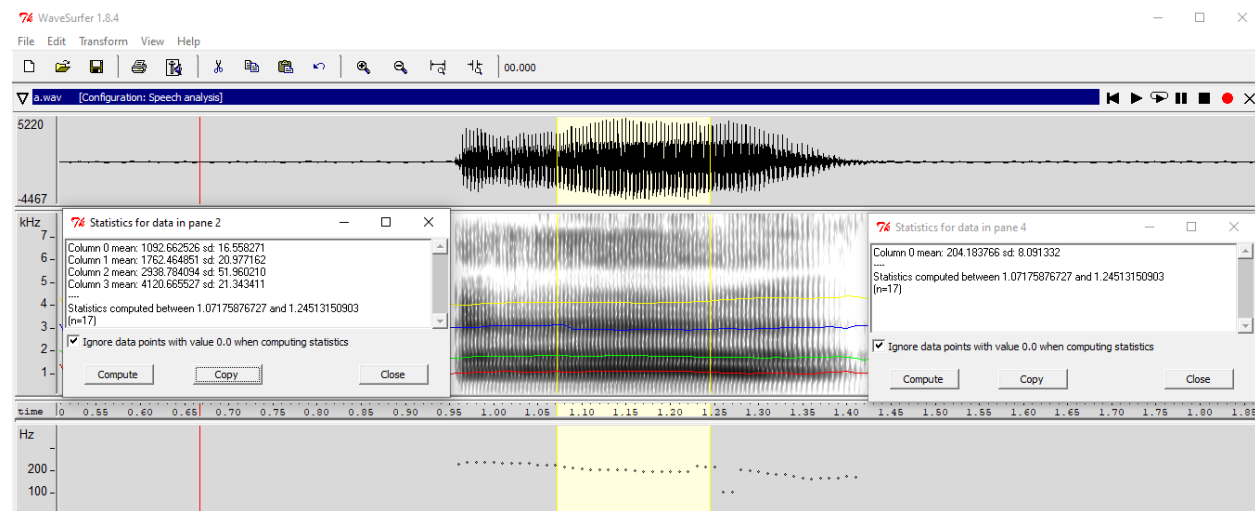 WaveSurfer 1.8.4
File Edit Transform View Help
00.000
a.wav [Configuration: Speech analysis]
5220
-4467
kHz
7
6
5
4
3
2
1
Statistics for data in pane 2
Column 0 mean: 1092.662526 sd: 16.558271
Column 1 mean: 1762.464851 sd: 20.977162
Column 2 mean: 2938.784094 sd: 51.960210
Column 3 mean: 4120.665527 sd: 21.343411
----
Statistics computed between 1.07175876727 and 1.24513150903
(n=17)
Ignore data points with value 0.0 when computing statistics
Compute Copy Close
Statistics for data in pane 4
Column 0 mean: 204.183766 sd: 8.091332
----
Statistics computed between 1.07175876727 and 1.24513150903
(n=17)
Ignore data points with value 0.0 when computing statistics
Compute Copy Close
time 0 0.55 0.60 0.65 0.70 0.75 0.80 0.85 0.90 0.95 1.00 1.05 1.10 1.15 1.20 1.25 1.30 1.35 1.40 1.45 1.50 1.55 1.60 1.65 1.70 1.75 1.80 1.85
Hz
200
100